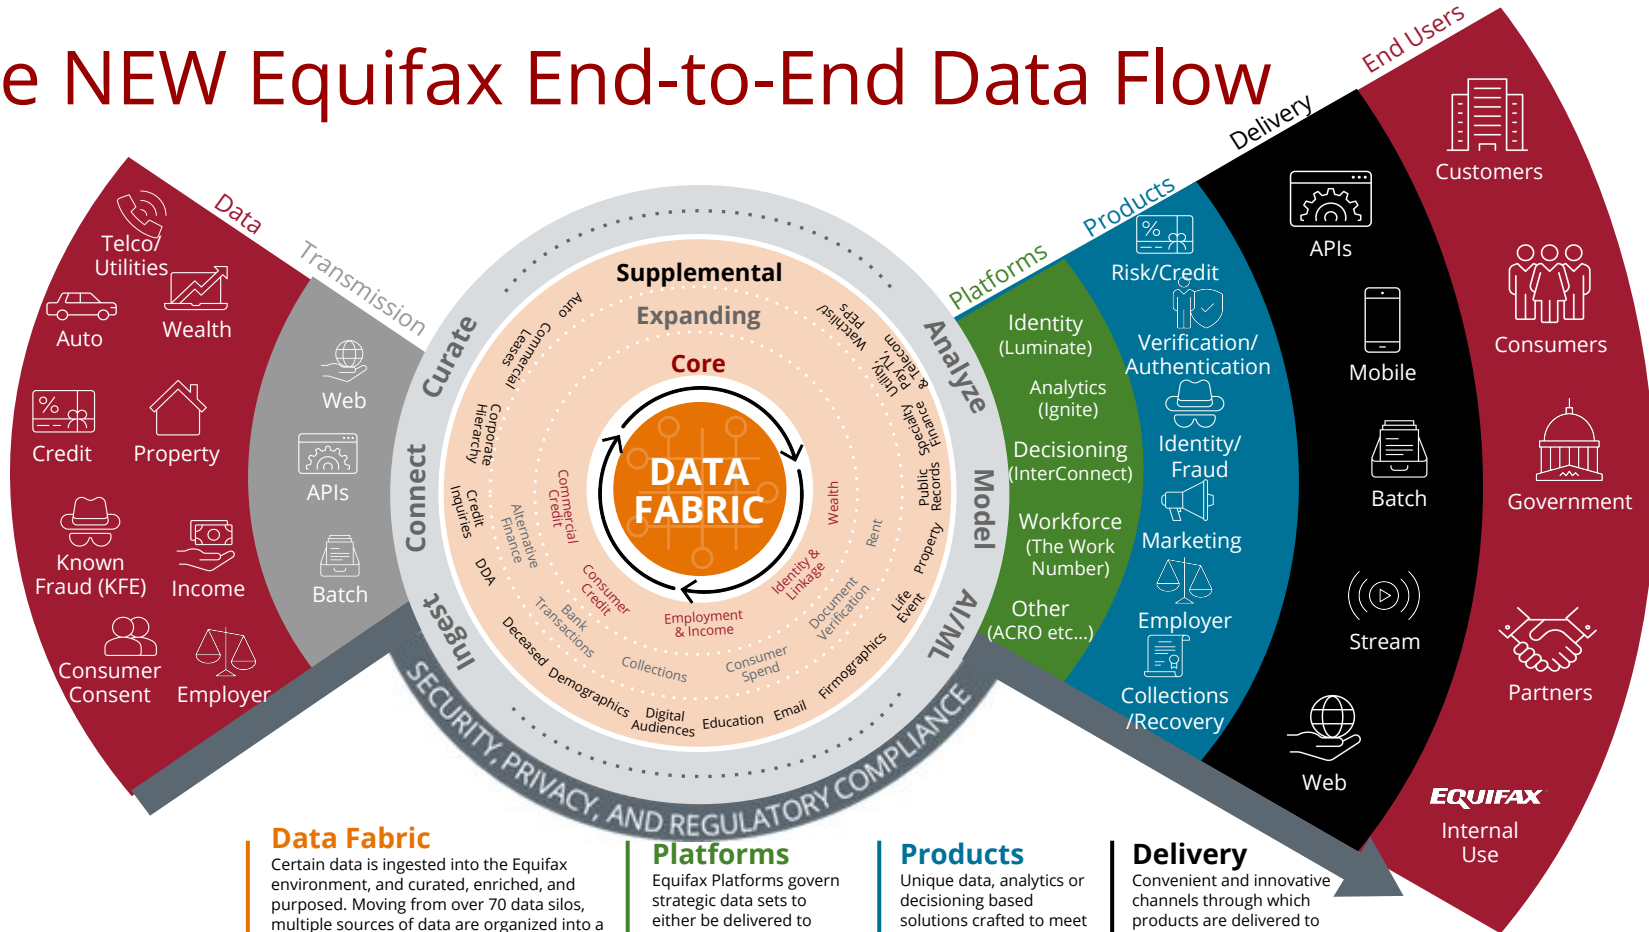 e NEW Equifax End-to-End Data Flow
Data
Telco/
Utilities
Auto
Wealth
Credit
Property
Known
Fraud (KFE)
Income
Consumer
Consent
Employer
Transmission
Web
APIs
Batch
Curate
Connect
Ingest
Analyze
Model
AI/ML
Supplemental
Expanding
Core
DATA
FABRIC
Auto
Commercial
Leases
Corporate
Hierarchy
Credit
Inquiries
DDA
Deceased
Demographics
Digital
Audiences
Education
Email
Firmographics
Life
Event
Property
Public
Records
Specialty
Finance
Utility,
Pay TV,
& Telecom
Watchlist/
PEPs
Alternative
Finance
Bank
Transactions
Collections
Consumer
Spend
Document
Verification
Rent
Commercial
Credit
Consumer
Credit
Employment
& Income
Identity &
Linkage
Wealth
SECURITY, PRIVACY, AND REGULATORY COMPLIANCE
Platforms
Identity
(Luminate)
Analytics
(Ignite)
Decisioning
(InterConnect)
Workforce
(The Work
Number)
Other
(ACRO etc...)
Products
Risk/Credit
Verification/
Authentication
Identity/
Fraud
Marketing
Employer
Collections
/Recovery
Delivery
APIs
Mobile
Batch
Stream
Web
End Users
Customers
Consumers
Government
Partners
EQUIFAX
Internal
Use
Data Fabric
Certain data is ingested into the Equifax
environment, and curated, enriched, and
purposed. Moving from over 70 data silos,
multiple sources of data are organized into a
Platforms
Equifax Platforms govern
strategic data sets to
either be delivered to
Products
Unique data, analytics or
decisioning based
solutions crafted to meet
Delivery
Convenient and innovative
channels through which
products are delivered to